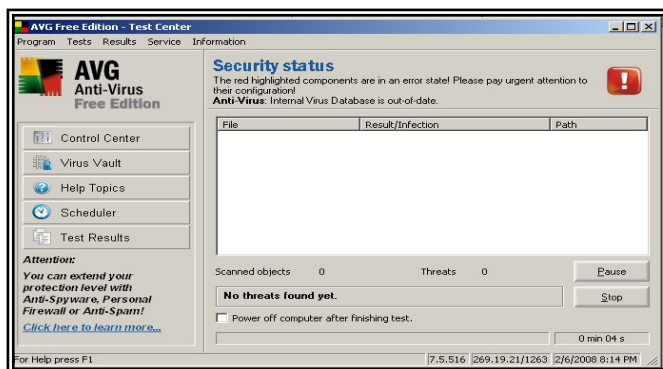 AVG Free Edition - Test Center
Program Tests Results Service Information
AVG
Anti-Virus
Free Edition
Control Center
Virus Vault
Help Topics
Scheduler
Test Results
Attention:
You can extend your
protection level with
Anti-Spyware, Personal
Firewall or Anti-Spam!
Click here to learn more...
Security status
The red highlighted components are in an error state! Please pay urgent attention to
their configuration!
Anti-Virus: Internal Virus Database is out-of-date.
File Result/Infection Path
Scanned objects 0 Threats 0 Pause
No threats found yet. Stop
Power off computer after finishing test.
0 min 04 s
For Help press F1 7.5.516 269.19.21/1263 2/6/2008 8:14 PM